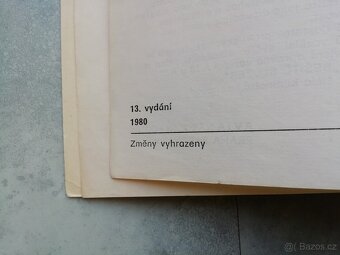 13. vydání
1980
Změny vyhrazeny
Bazos.cz